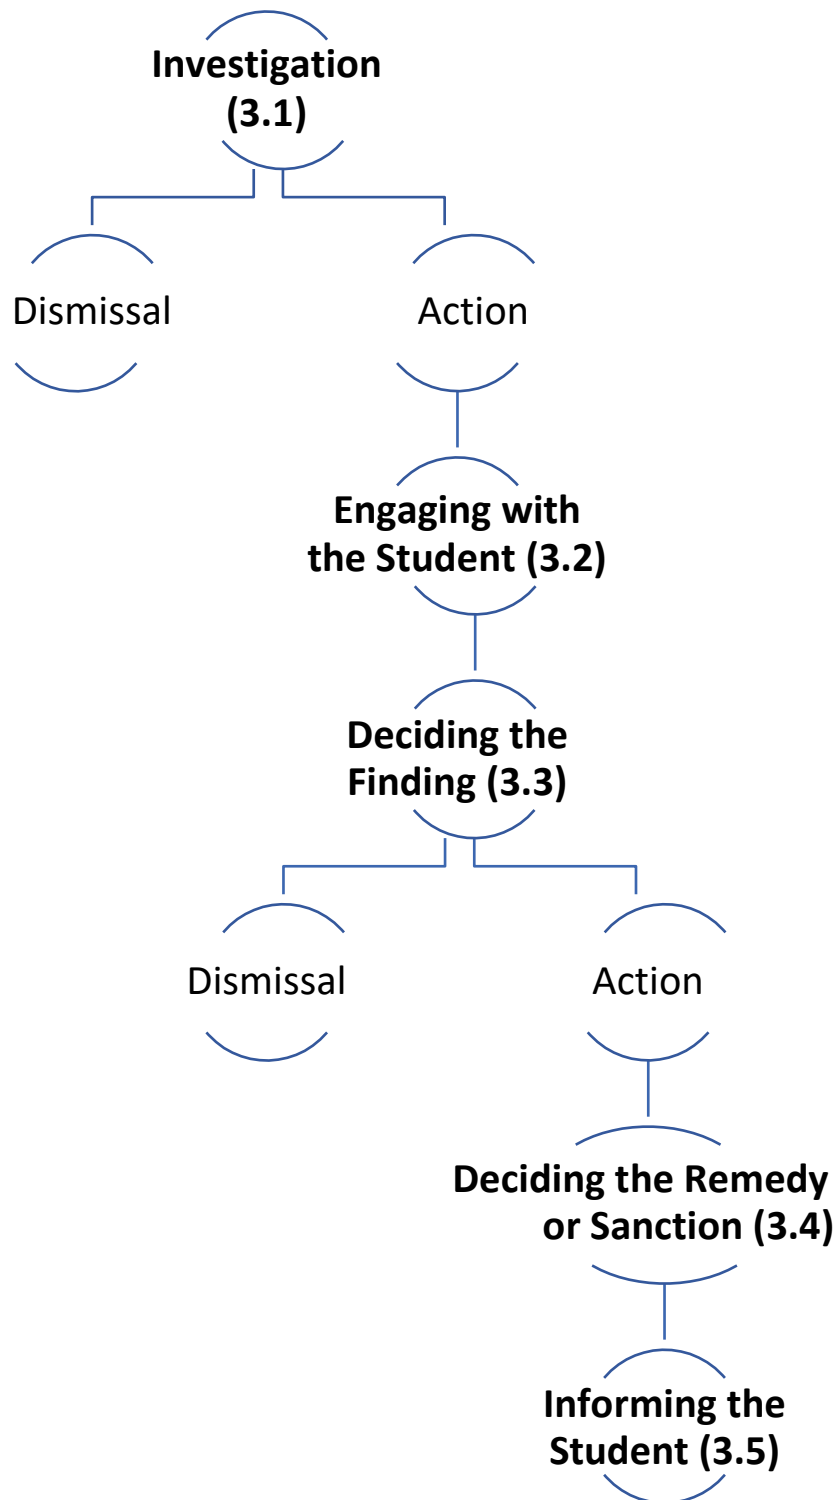 Investigation
(3.1)
Dismissal
Action
Engaging with
the Student (3.2)
Deciding the
Finding (3.3)
Dismissal
Action
Deciding the Remedy
or Sanction (3.4)
Informing the
Student (3.5)